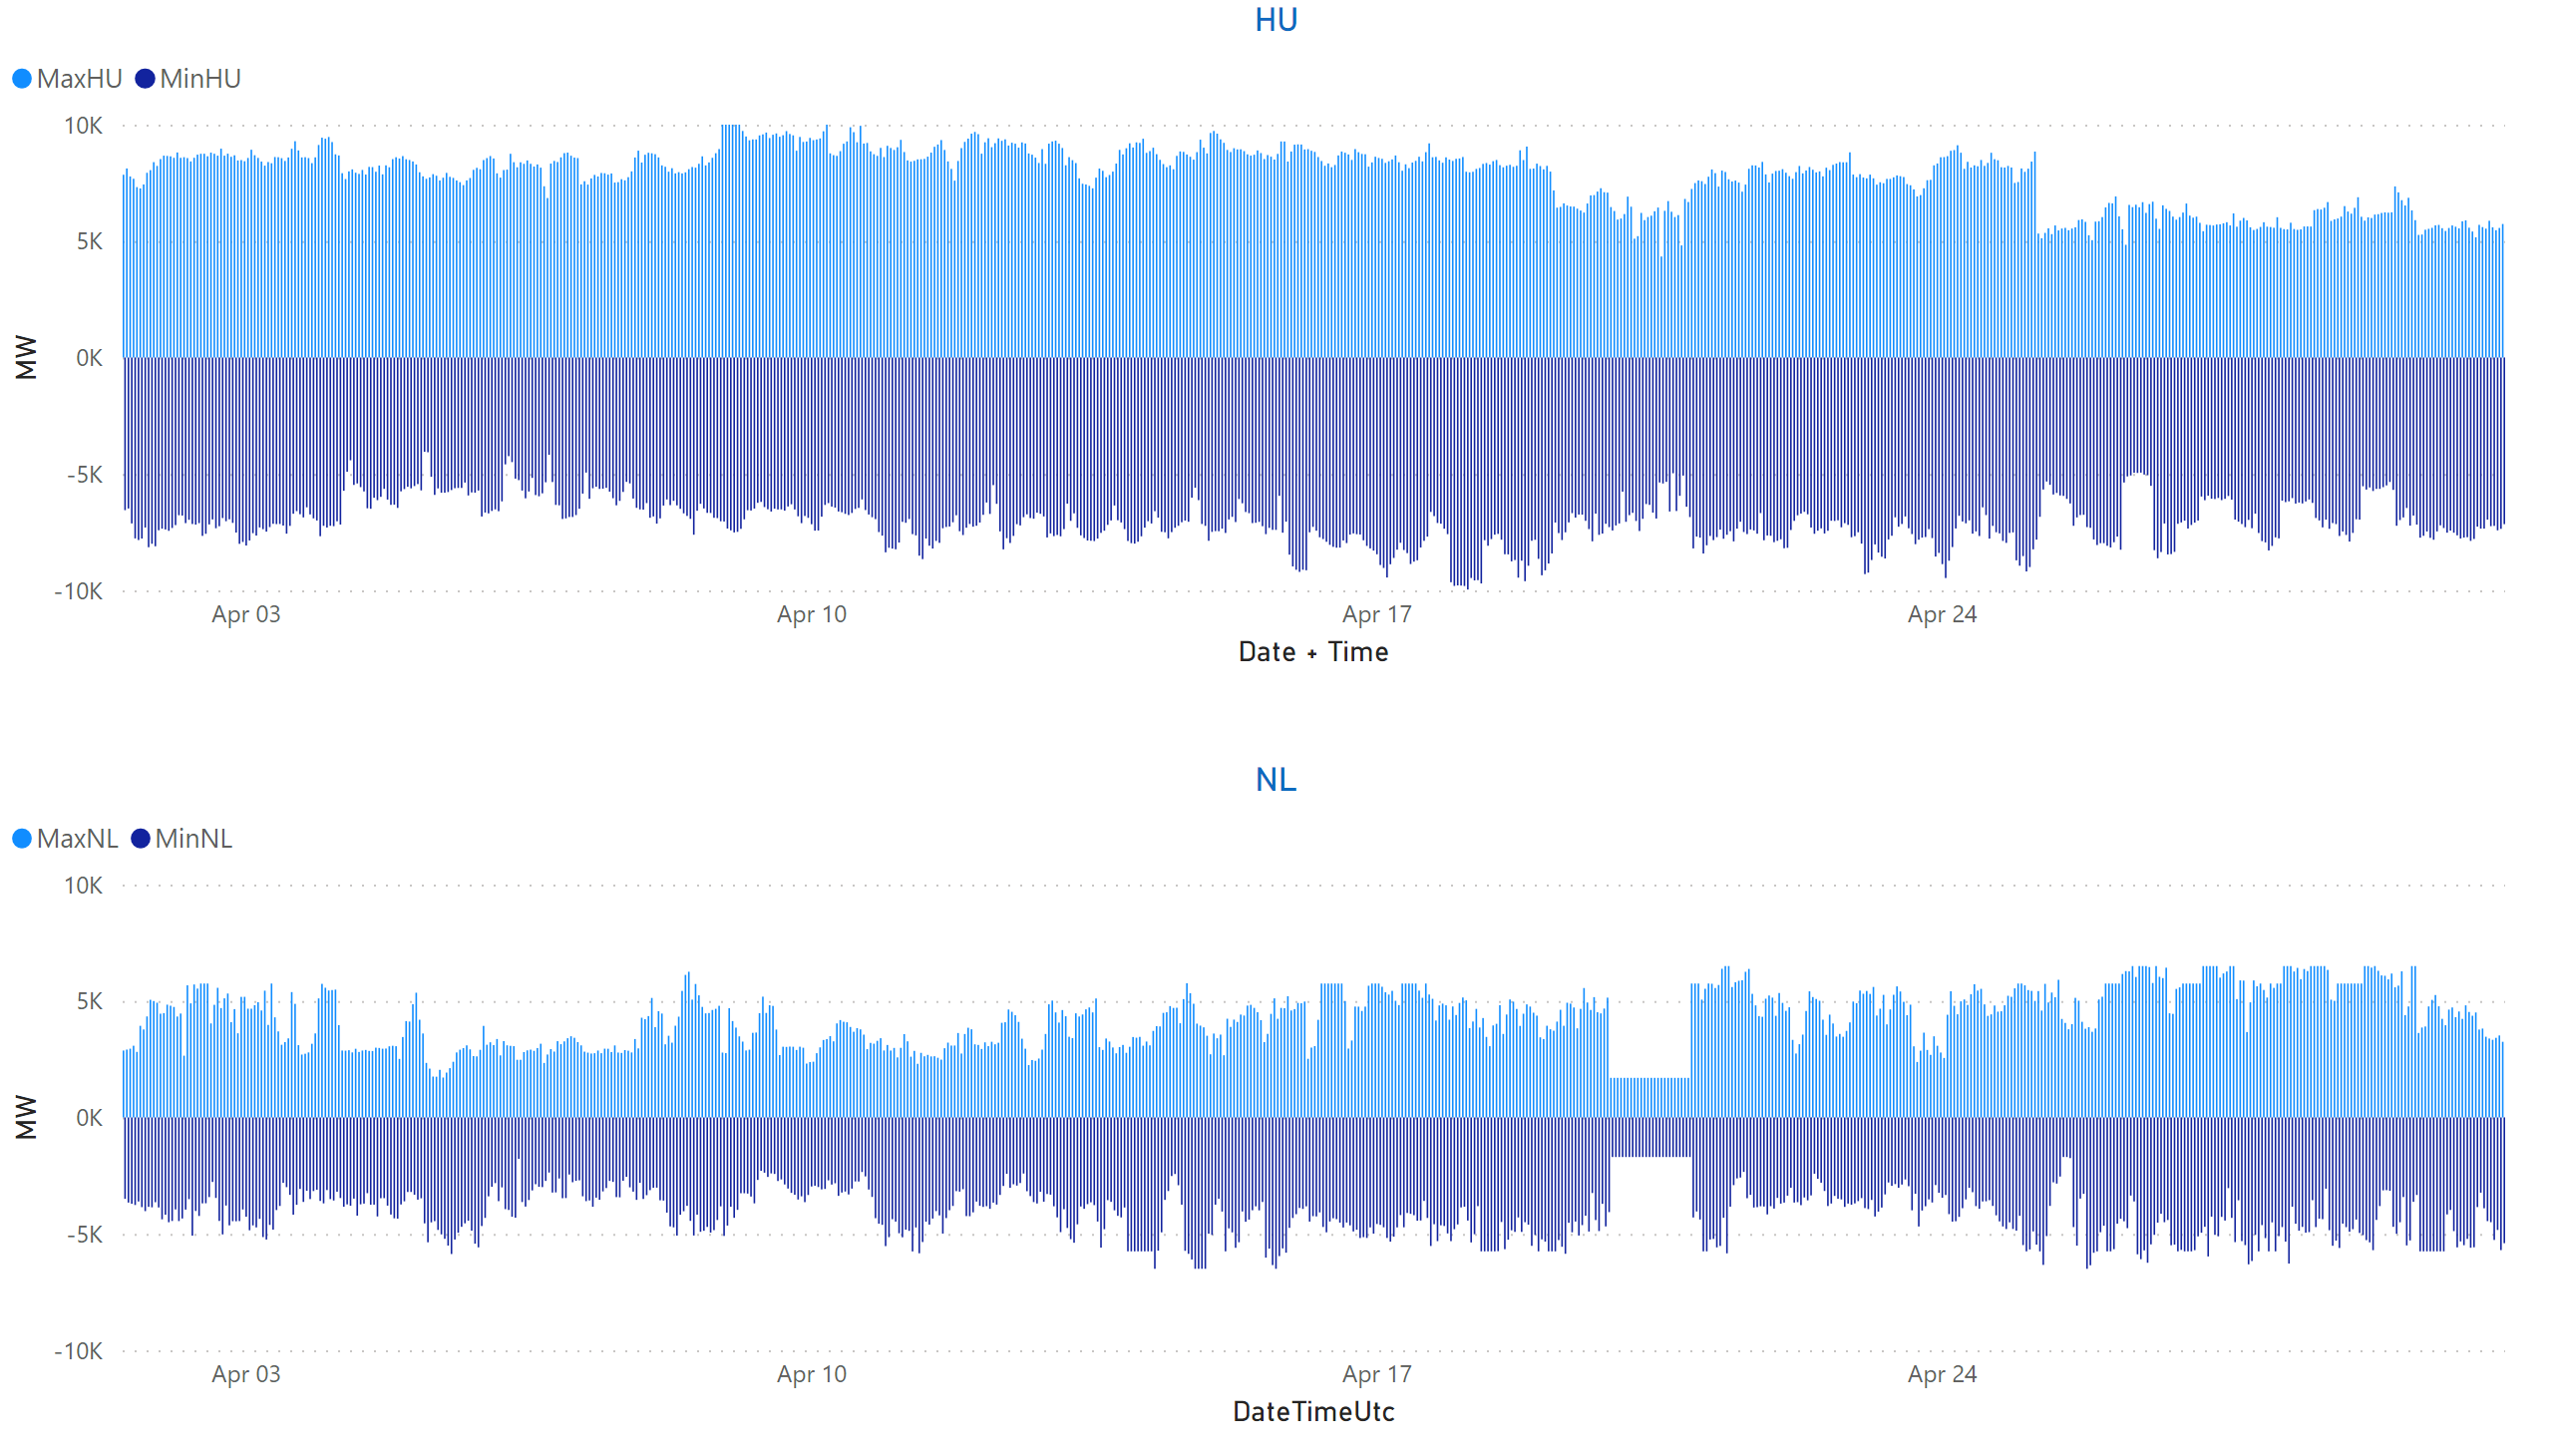 HU
MaxHU MinHU
10K
5K
0K
-5K
-10K
MW
Apr 03 Apr 10 Apr 17 Apr 24
Date + Time
NL
MaxNL MinNL
10K
5K
0K
-5K
-10K
MW
Apr 03 Apr 10 Apr 17 Apr 24
DateTimeUtc